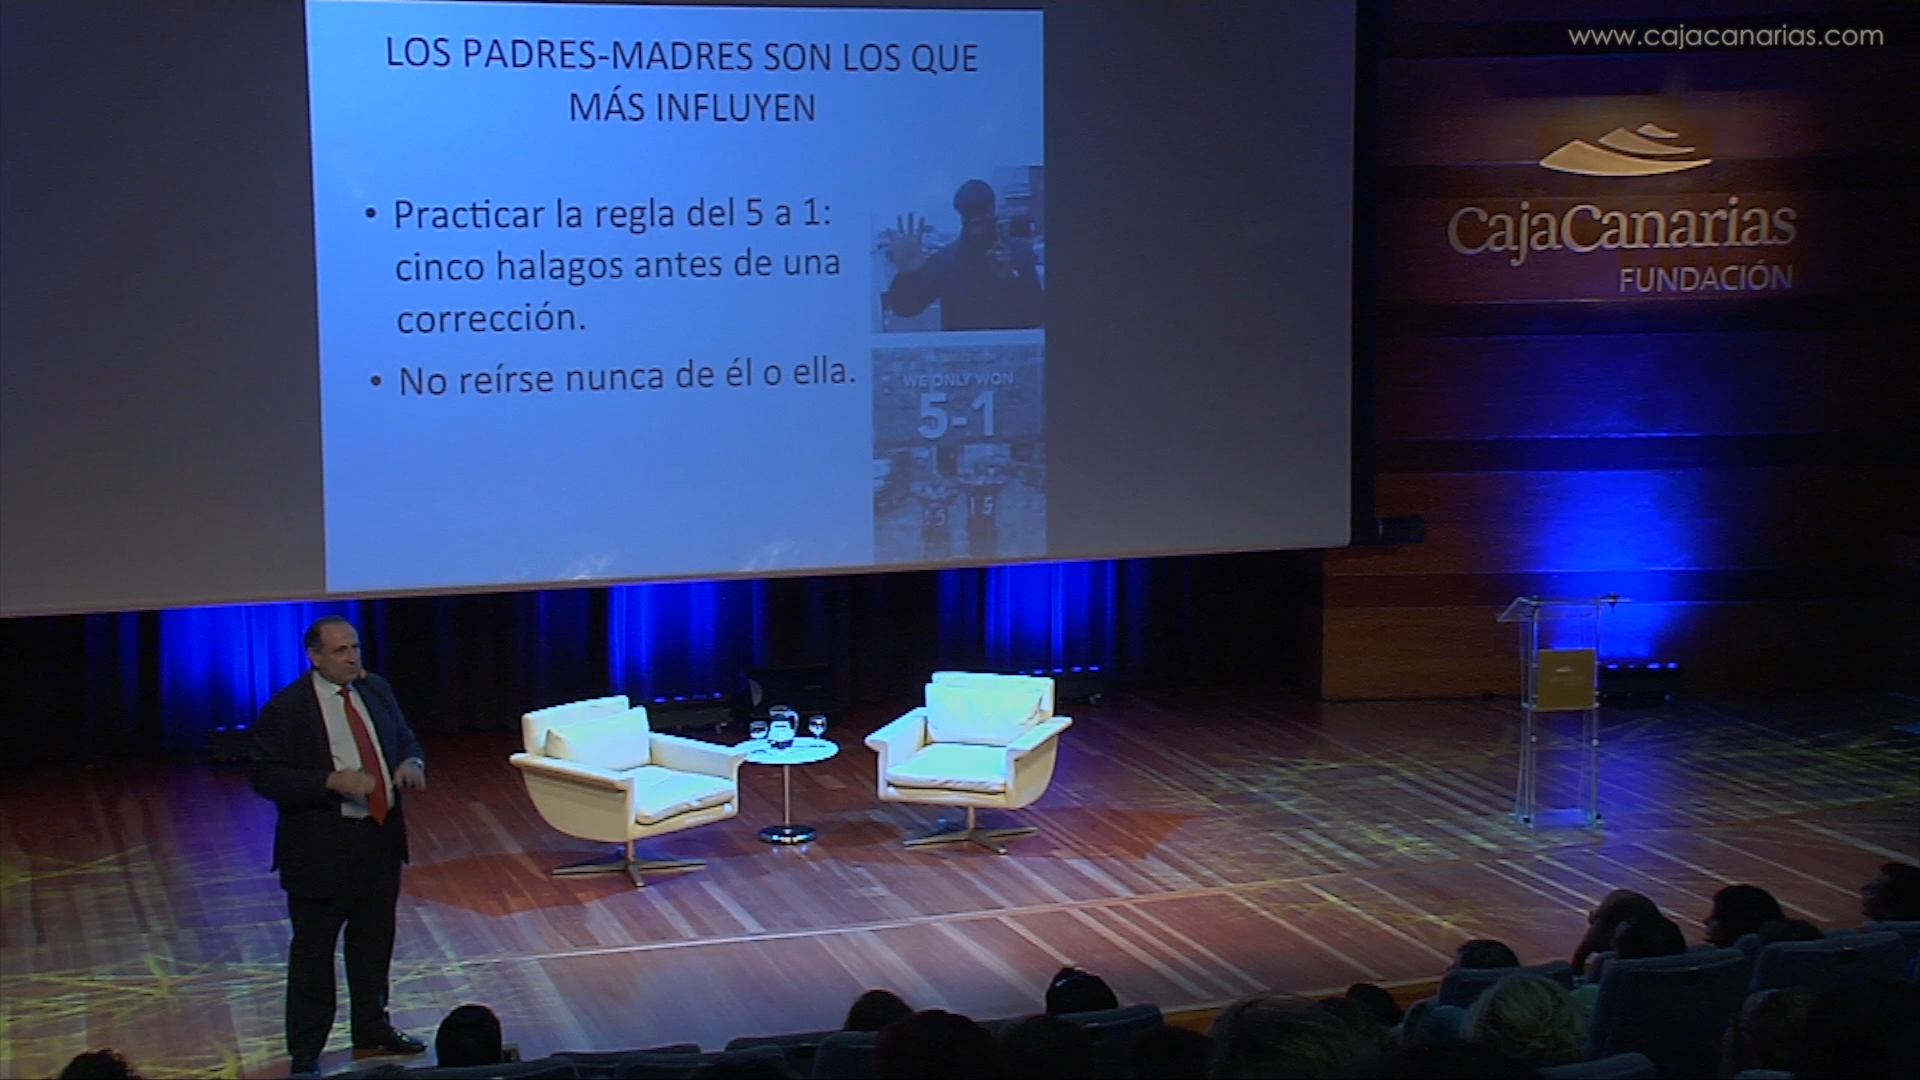 www.cajacanarias.com
LOS PADRES-MADRES SON LOS QUE
MÁS INFLUYEN
• Practicar la regla del 5 a 1:
cinco halagos antes de una
corrección.
• No reírse nunca de él o ella.
WE ONLY WON
5-1
CajaCanarias
FUNDACIÓN